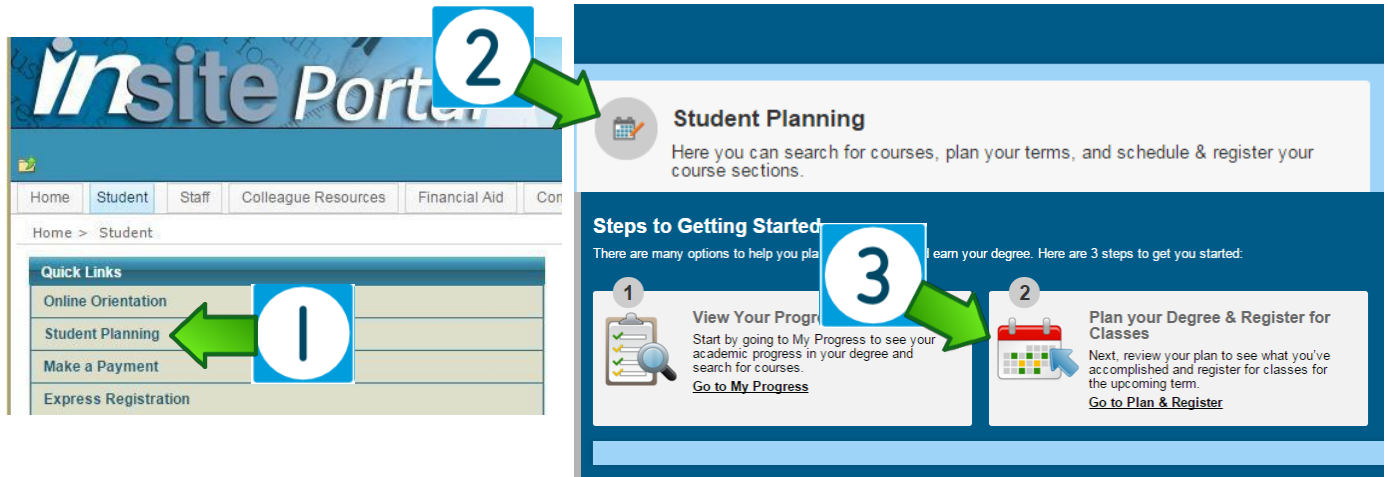 insite Portal
2
Home Student Staff Colleague Resources Financial Aid
Home > Student
Quick Links
Online Orientation
Student Planning
Make a Payment
Express Registration
1
Student Planning
Here you can search for courses, plan your terms, and schedule & register your
course sections.
Steps to Getting Started
There are many options to help you earn your degree. Here are 3 steps to get you started:
3
1
View Your
Start by going to My Progress to see your
academic progress in your degree and
search for courses.
Go to My Progress
2
Plan your Degree & Register for
Classes
Next, review your plan to see what you've
accomplished and register for classes for
the upcoming term.
Go to Plan & Register